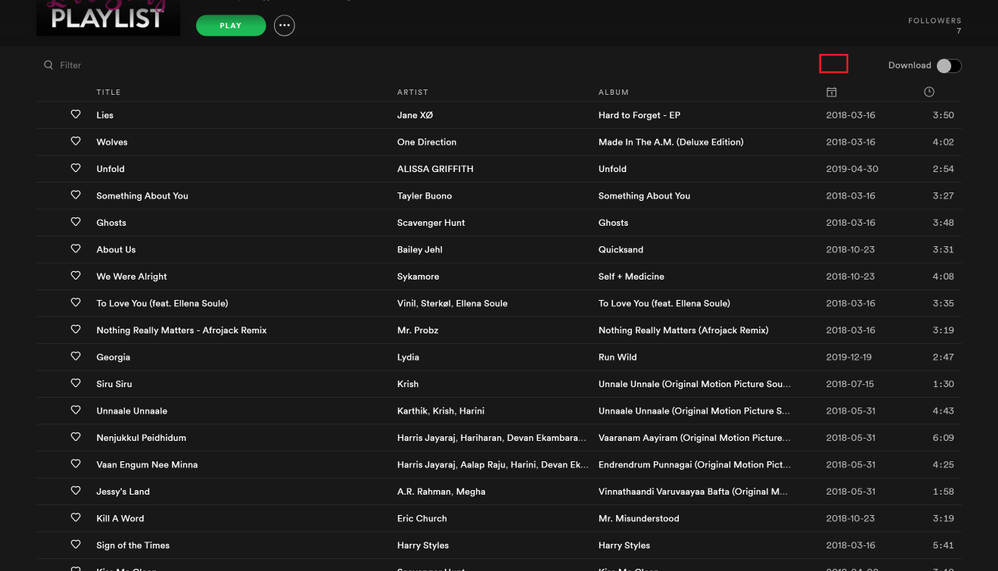 PLAYLIST
PLAY
FOLLOWERS
7
Filter
Download
TITLE ARTIST ALBUM
Lies Jane XØ Hard to Forget - EP 2018-03-16 3:50
Wolves One Direction Made In The A.M. (Deluxe Edition) 2018-03-16 4:02
Unfold ALISSA GRIFFITH Unfold 2019-04-30 2:54
Something About You Tayler Buono Something About You 2018-03-16 3:27
Ghosts Scavenger Hunt Ghosts 2018-03-16 3:48
About Us Bailey Jehl Quicksand 2018-10-23 3:31
We Were Alright Sykamore Self + Medicine 2018-10-23 4:08
To Love You (feat. Ellena Soule) Vinil, Sterkøl, Ellena Soule To Love You (feat. Ellena Soule) 2018-03-16 3:35
Nothing Really Matters - Afrojack Remix Mr. Probz Nothing Really Matters (Afrojack Remix) 2018-03-16 3:19
Georgia Lydia Run Wild 2019-12-19 2:47
Siru Siru Krish Unnale Unnale (Original Motion Picture Sou... 2018-07-15 1:30
Unnaale Unnaale Karthik, Krish, Harini Unnaale Unnaale (Original Motion Picture S... 2018-05-31 4:43
Nenjukkul Peidhidum Harris Jayaraj, Hariharan, Devan Ekambara... Vaaranam Aayiram (Original Motion Picture... 2018-05-31 6:09
Vaan Engum Nee Minna Harris Jayaraj, Aalap Raju, Harini, Devan Ek... Endrendrum Punnagai (Original Motion Pict... 2018-05-31 4:25
Jessy's Land A.R. Rahman, Megha Vinnathaandi Varuvaayaa Bafta (Original M... 2018-05-31 1:58
Kill A Word Eric Church Mr. Misunderstood 2018-10-23 3:19
Sign of the Times Harry Styles Harry Styles 2018-03-16 5:41